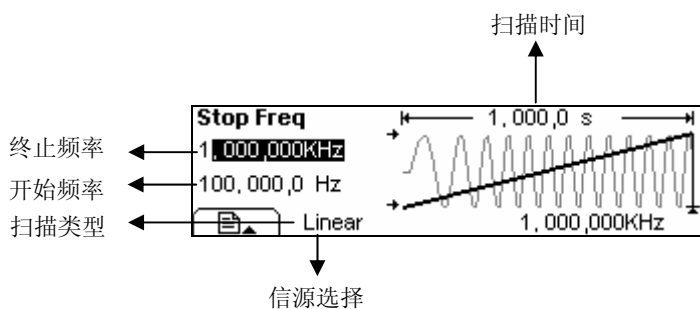 扫描时间
Stop Freq
1,000,0 s
终止频率
1,000,000KHz
开始频率
100,000,0 Hz
扫描类型
Linear
1,000,000KHz
信源选择